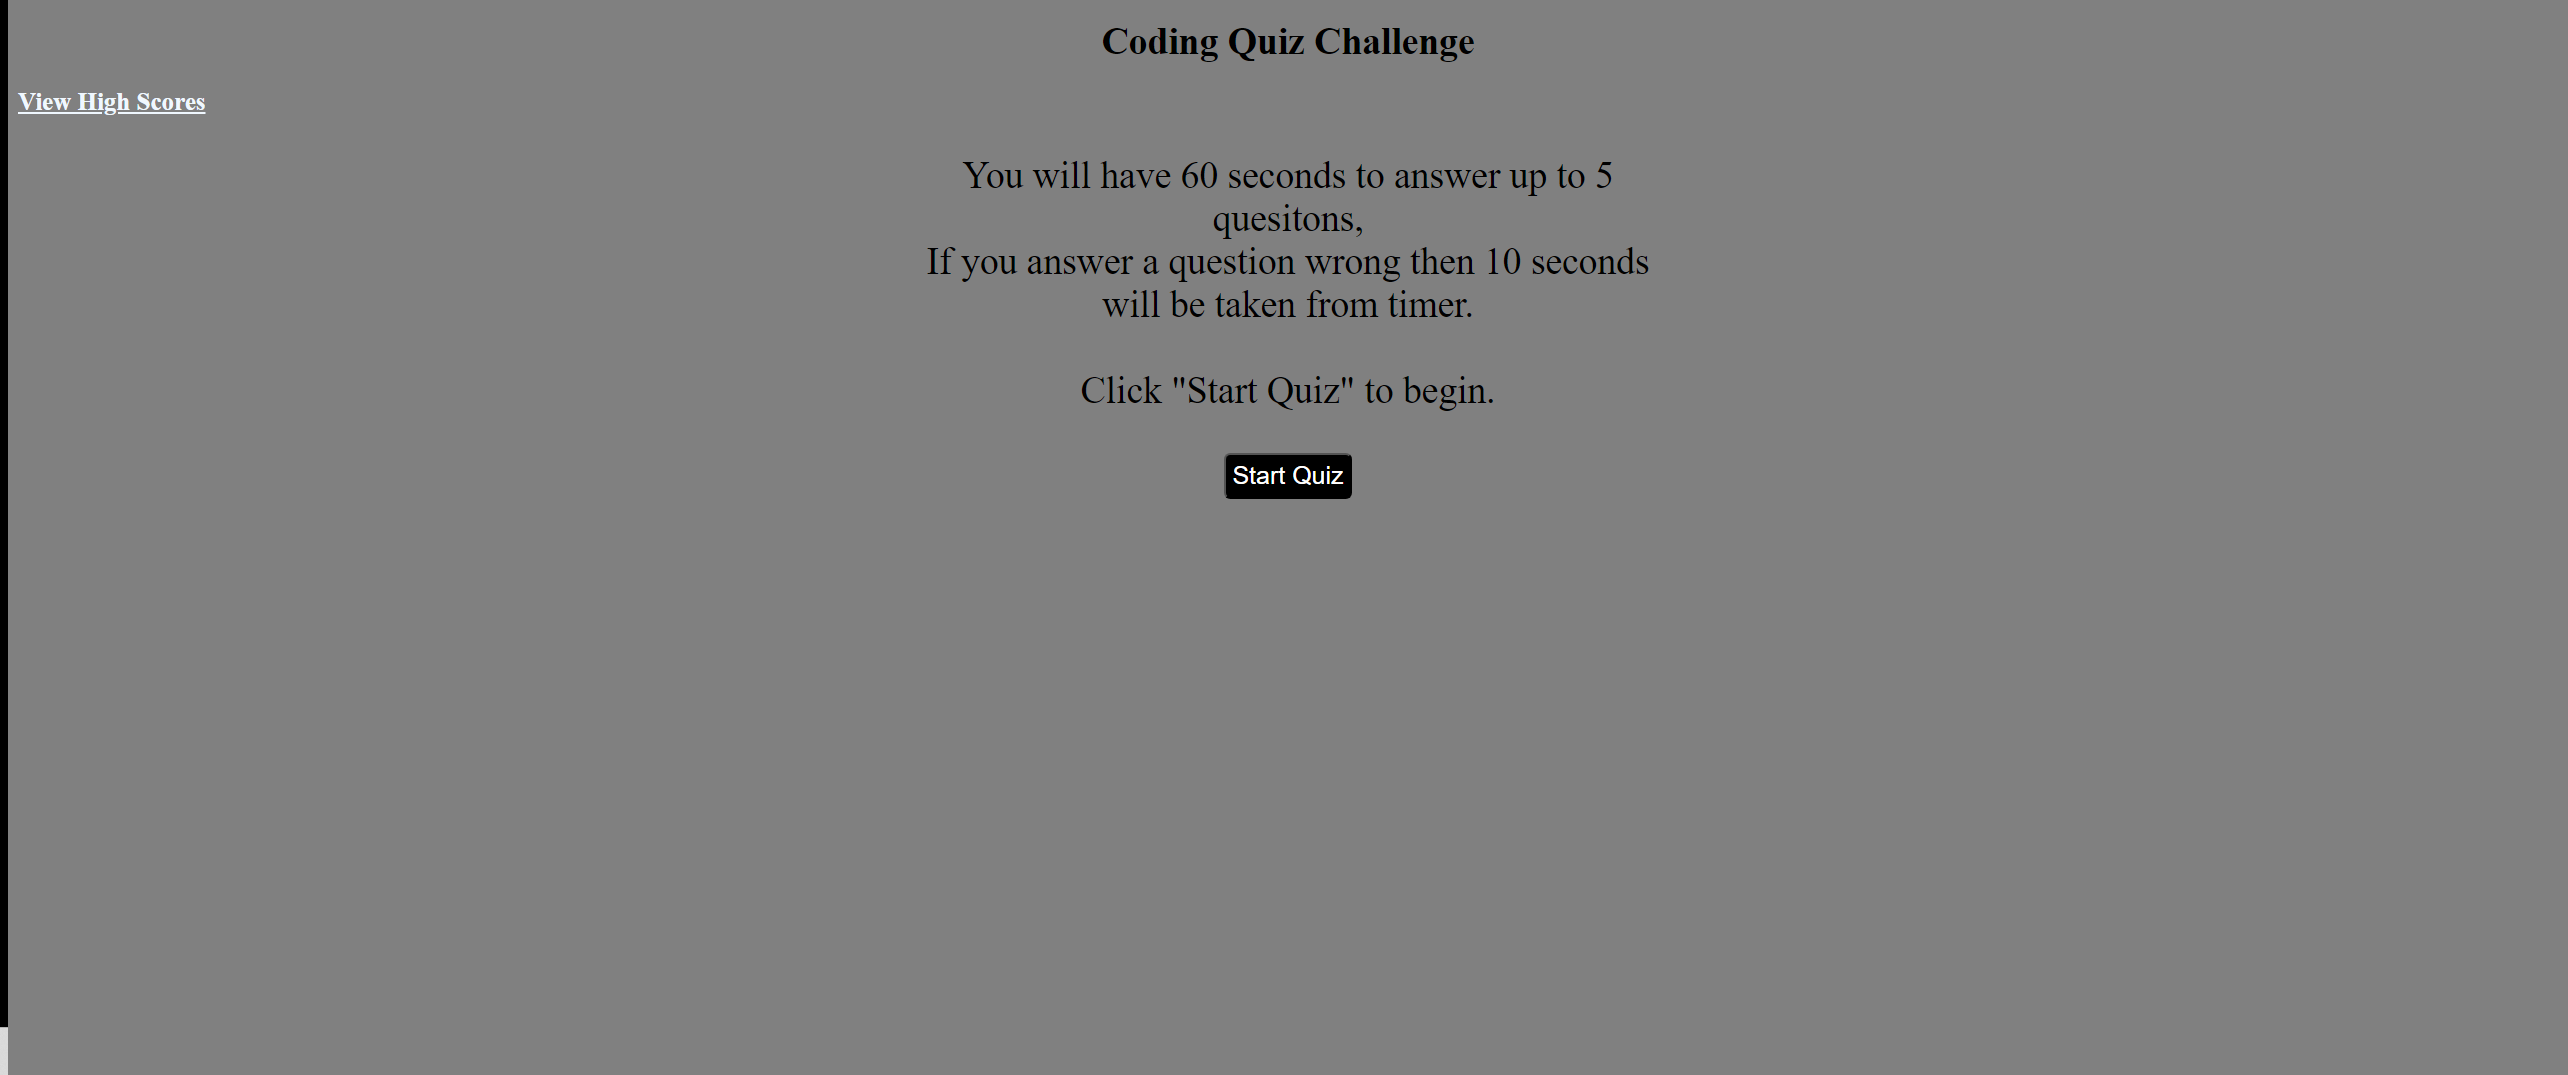 Coding Quiz Challenge
View High Scores
You will have 60 seconds to answer up to 5
quesitons,
If you answer a question wrong then 10 seconds
will be taken from timer.
Click "Start Quiz" to begin.
Start Quiz